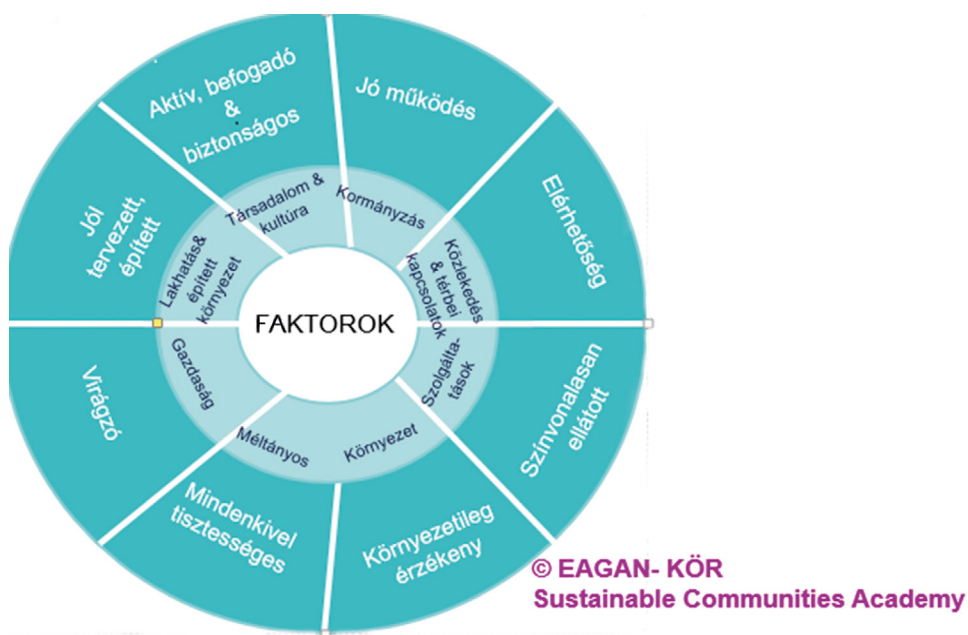 Aktív, befogadó
&
biztonságos
Jó működés
Elérhetőség
Színvonalasan
ellátott
Környezetileg
érzékeny
Mindenkivel
tisztességes
Virágzó
Jól
tervezett,
épített
Társadalom &
kultúra
Kormányzás
Közlekedés
& térbei
kapcsolatok
Szolgálta-
tások
Környezet
Méltányos
Gazdaság
Lakhatás&
épített
környezet
FAKTOROK
© EAGAN- KÖR
Sustainable Communities Academy